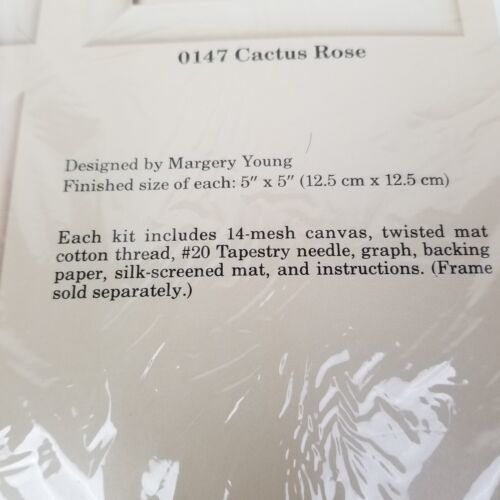 0147 Cactus Rose
Designed by Margery Young
Finished size of each: 5″ x 5″ (12.5 cm x 12.5 cm)
Each kit includes 14-mesh canvas, twisted mat
cotton thread, #20 Tapestry needle, graph, backing
paper, silk-screened mat, and instructions. (Frame
sold separately.)